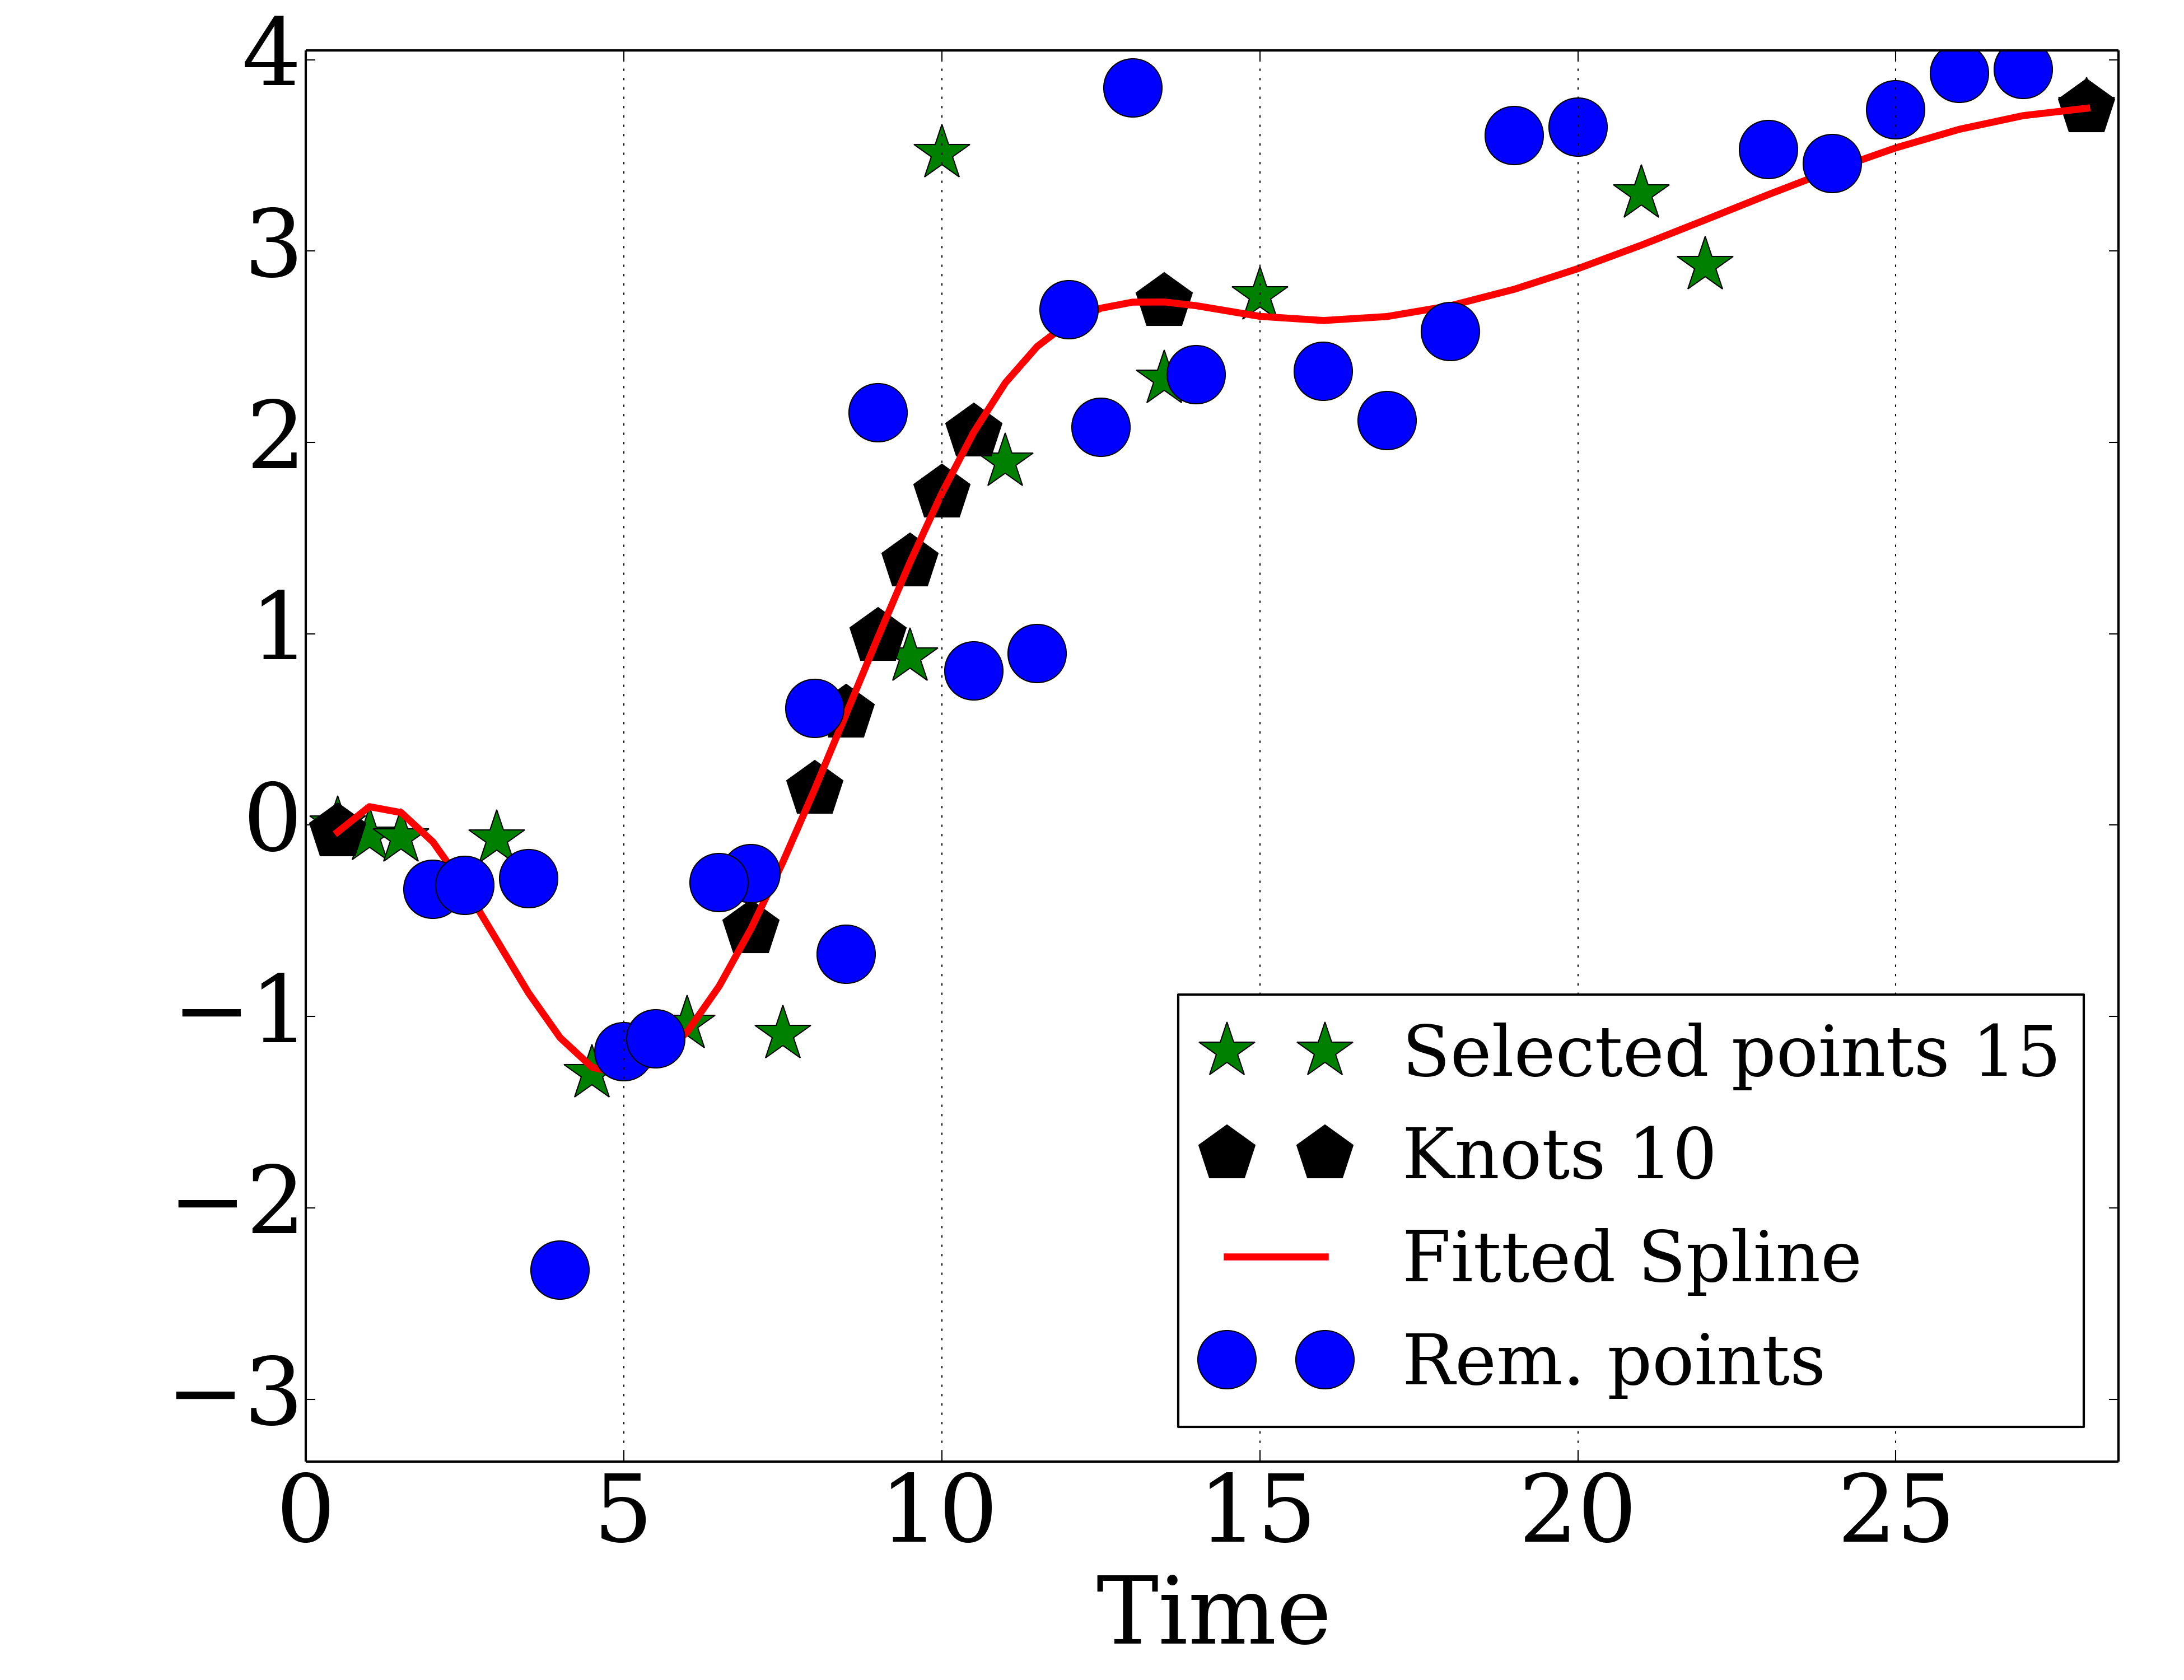 4
3
2
1
0
−1
−2
−3
0 5 10 15 20 25
Time
Selected points 15
Knots 10
Fitted Spline
Rem. points